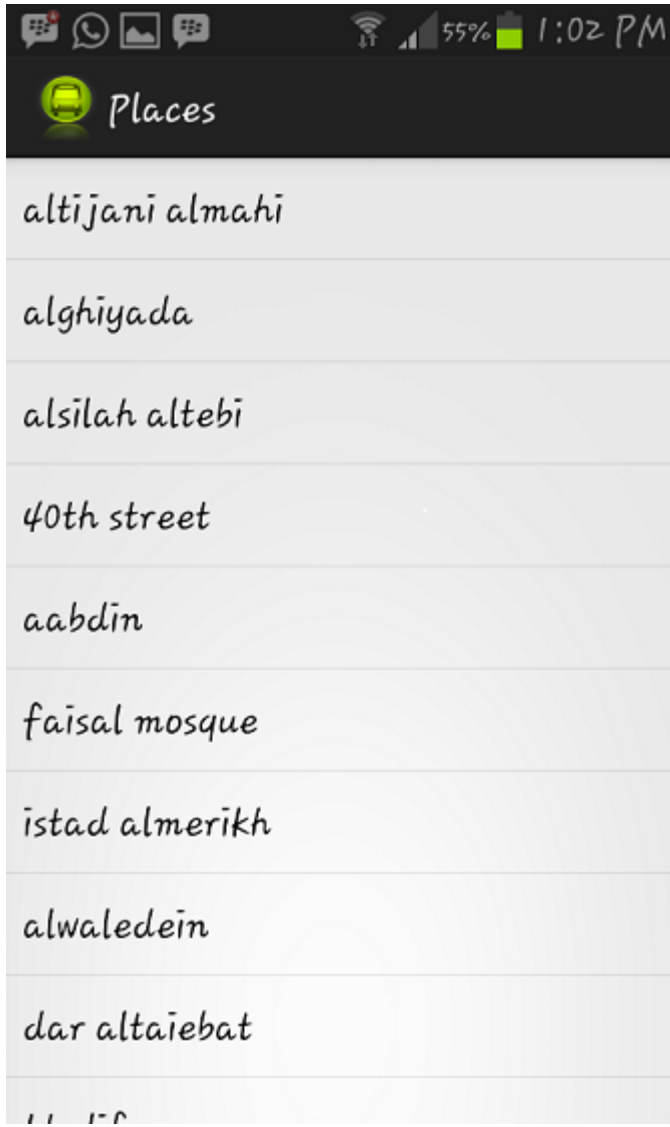 55% 1:02 PM
Places
altijani almahi
alghiyada
alsilah altebi
40th street
aabdin
faisal mosque
istad almerikh
alwaledein
dar altaiebat